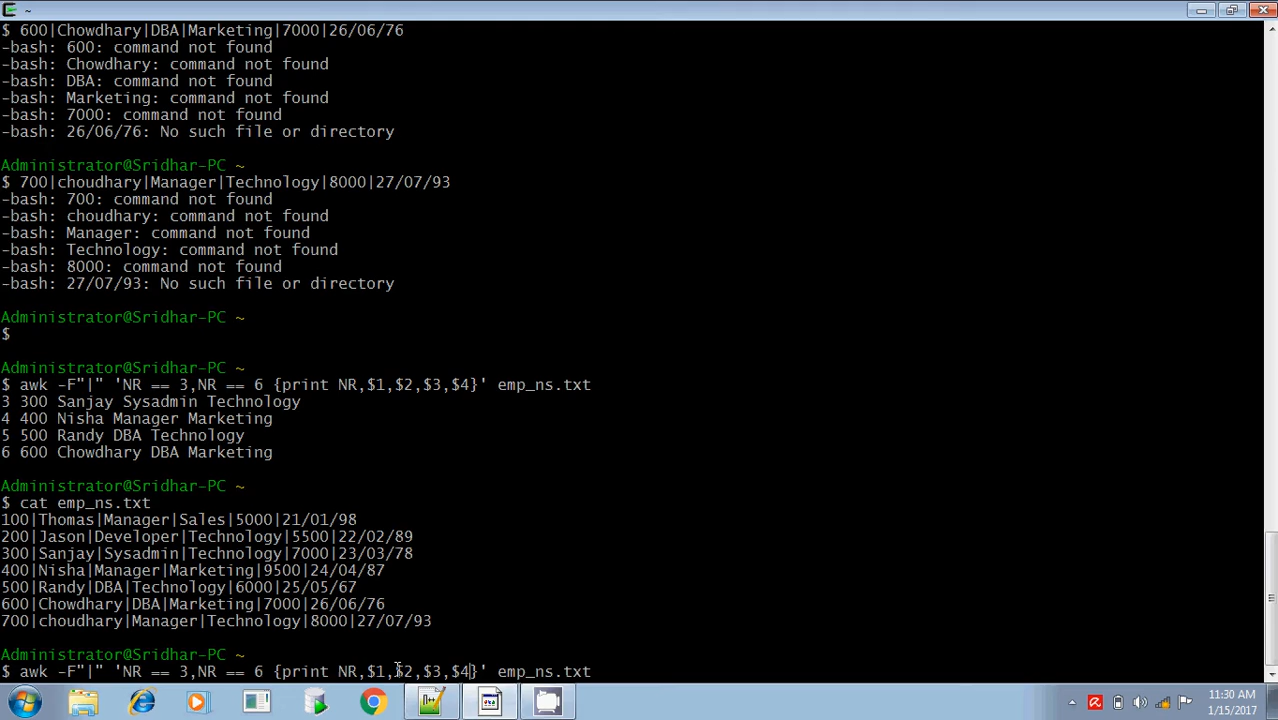 ~
$ 600|Chowdhary|DBA|Marketing|7000|26/06/76
-bash: 600: command not found
-bash: Chowdhary: command not found
-bash: DBA: command not found
-bash: Marketing: command not found
-bash: 7000: command not found
-bash: 26/06/76: No such file or directory
Administrator@Sridhar-PC ~
$ 700|choudhary|Manager|Technology|8000|27/07/93
-bash: 700: command not found
-bash: choudhary: command not found
-bash: Manager: command not found
-bash: Technology: command not found
-bash: 8000: command not found
-bash: 27/07/93: No such file or directory
Administrator@Sridhar-PC ~
$
Administrator@Sridhar-PC ~
$ awk -F"|" 'NR == 3,NR == 6 {print NR,$1,$2,$3,$4}' emp_ns.txt
3 300 Sanjay Sysadmin Technology
4 400 Nisha Manager Marketing
5 500 Randy DBA Technology
6 600 Chowdhary DBA Marketing
Administrator@Sridhar-PC ~
$ cat emp_ns.txt
100|Thomas|Manager|Sales|5000|21/01/98
200|Jason|Developer|Technology|5500|22/02/89
300|Sanjay|Sysadmin|Technology|7000|23/03/78
400|Nisha|Manager|Marketing|9500|24/04/87
500|Randy|DBA|Technology|6000|25/05/67
600|Chowdhary|DBA|Marketing|7000|26/06/76
700|choudhary|Manager|Technology|8000|27/07/93
Administrator@Sridhar-PC ~
$ awk -F"|" 'NR == 3,NR == 6 {print NR,$1,$2,$3,$4}' emp_ns.txt
11:30 AM
1/15/2017